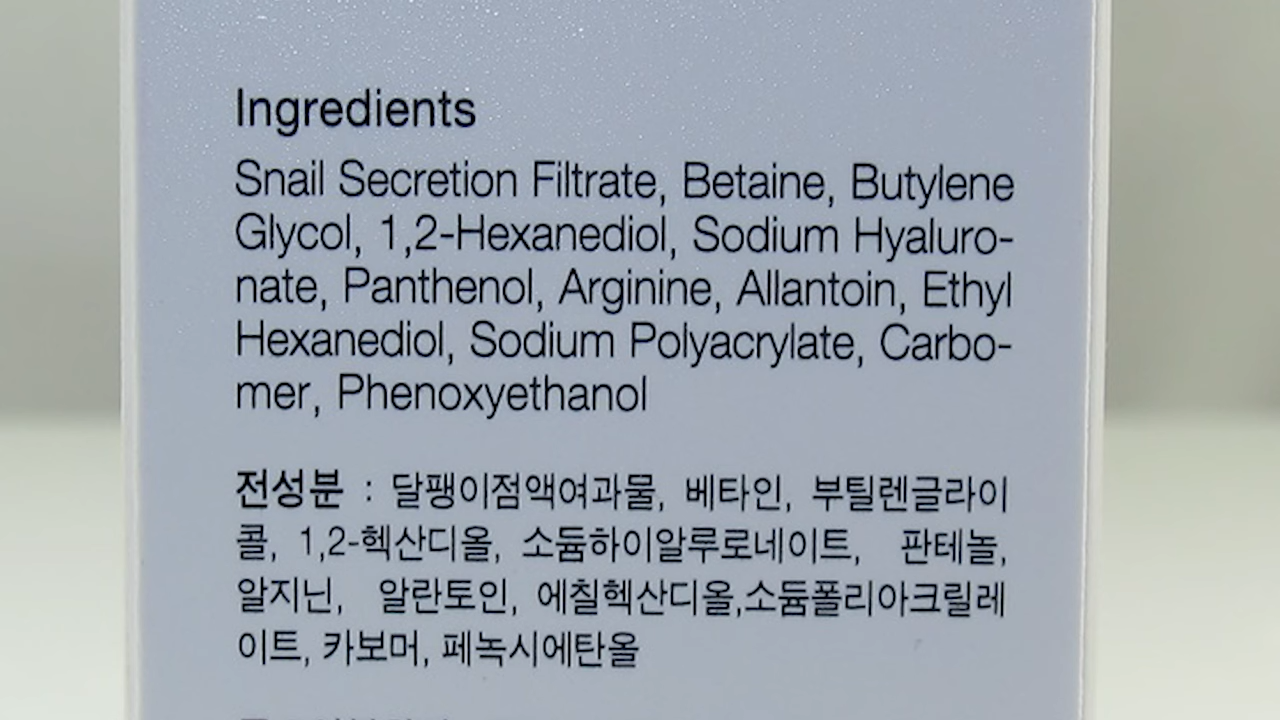 Ingredients
Snail Secretion Filtrate, Betaine, Butylene
Glycol, 1,2-Hexanediol, Sodium Hyaluro-
nate, Panthenol, Arginine, Allantoin, Ethyl
Hexanediol, Sodium Polyacrylate, Carbo-
mer, Phenoxyethanol
전성분 : 달팽이점액여과물, 베타인, 부틸렌글라이
콜, 1,2-헥산디올, 소듐하이알루로네이트, 판테놀,
알지닌, 알란토인, 에칠헥산디올,소듐폴리아크릴레
이트, 카보머, 페녹시에탄올